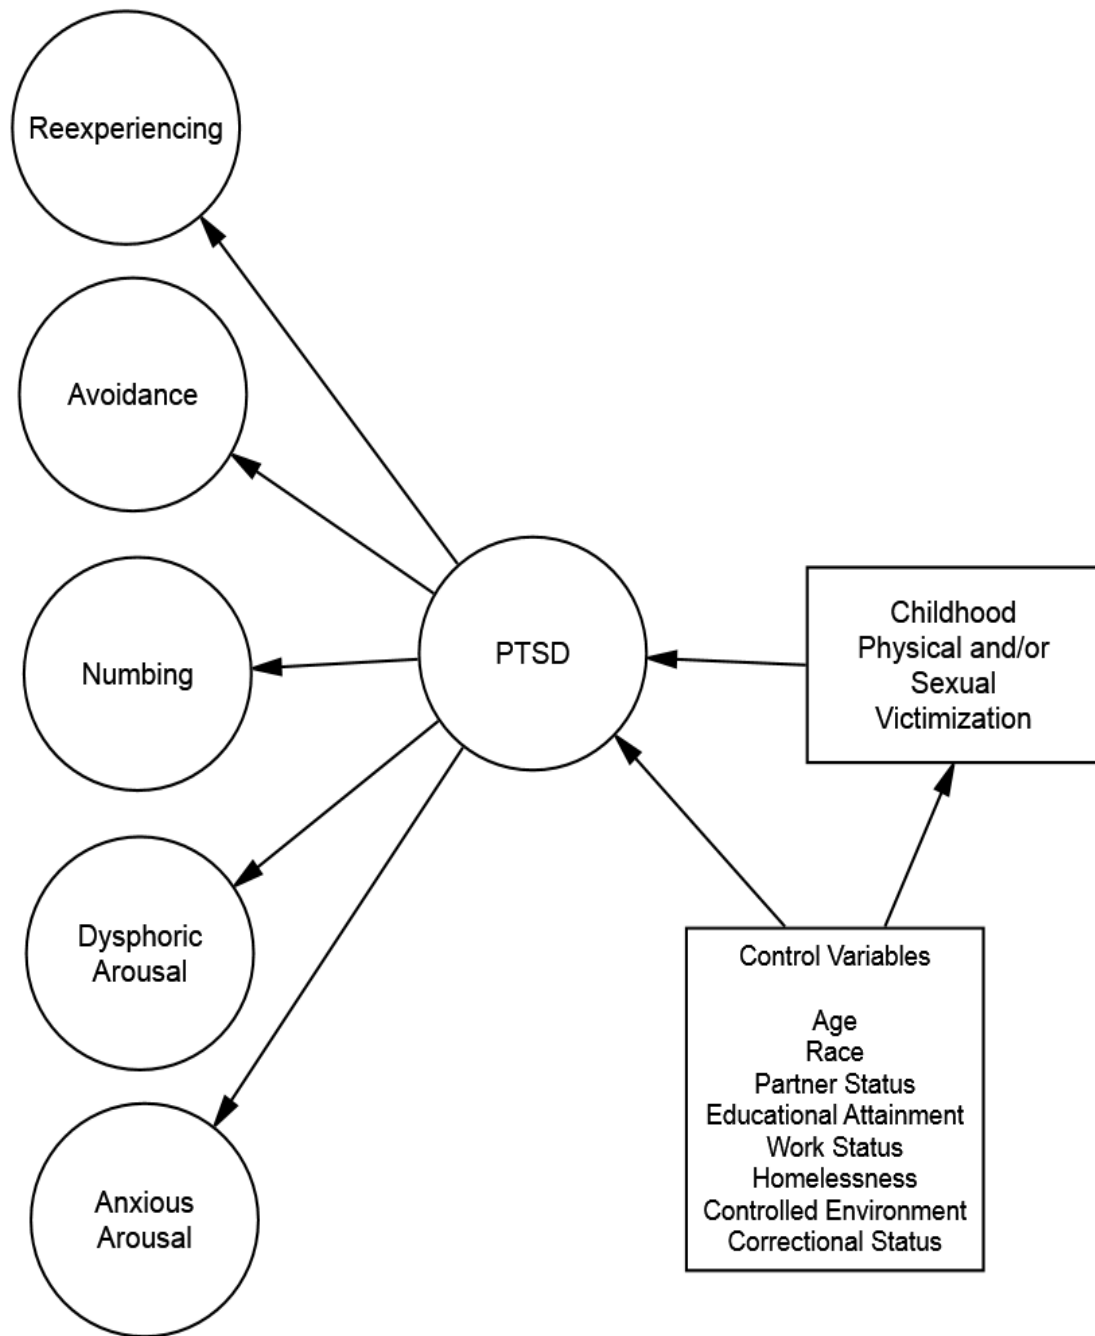 Reexperiencing
Avoidance
Numbing
Dysphoric
Arousal
Anxious
Arousal
PTSD
Childhood
Physical and/or
Sexual
Victimization
Control Variables
Age
Race
Partner Status
Educational Attainment
Work Status
Homelessness
Controlled Environment
Correctional Status